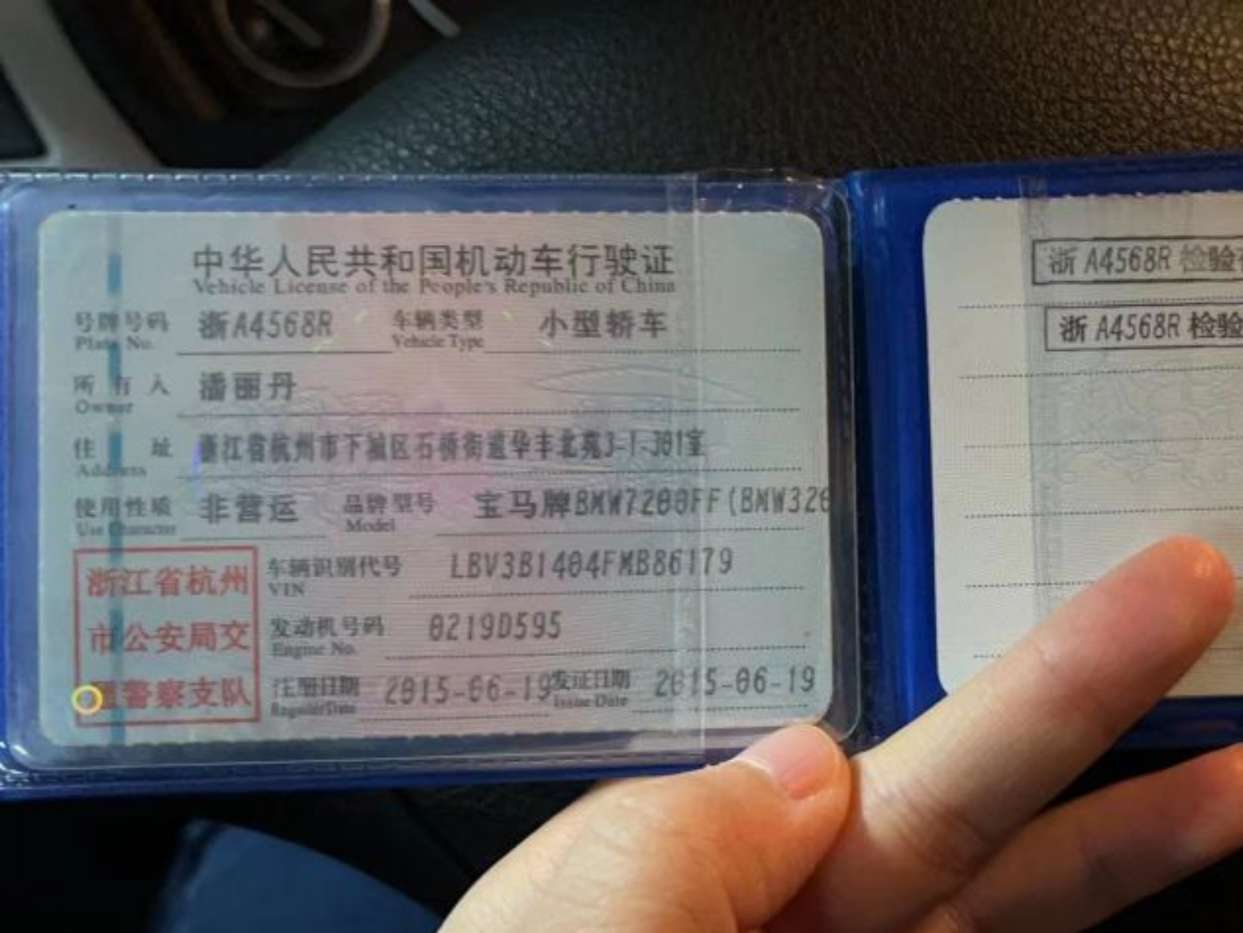 中华人民共和国机动车行驶证
Vehicle License of the People's Republic of China
号牌号码 浙A4568R 车辆类型 小型轿车
Plate No. Vehicle Type
所有人 潘丽丹
Owner
住址 浙江省杭州市下城区石桥街道华丰北苑3-1-301室
Address
使用性质 非营运 品牌型号 宝马牌BMW7200FF(BMW320
Use Character Model
车辆识别代号 LBV3B1404FMB86179
VIN
发动机号码 0219D595
Engine No.
注册日期 2015-06-19 发证日期 2015-06-19
Register Date Issue Date
浙江省杭州
市公安局交
警察支队
浙A4568R 检验
浙A4568R 检验